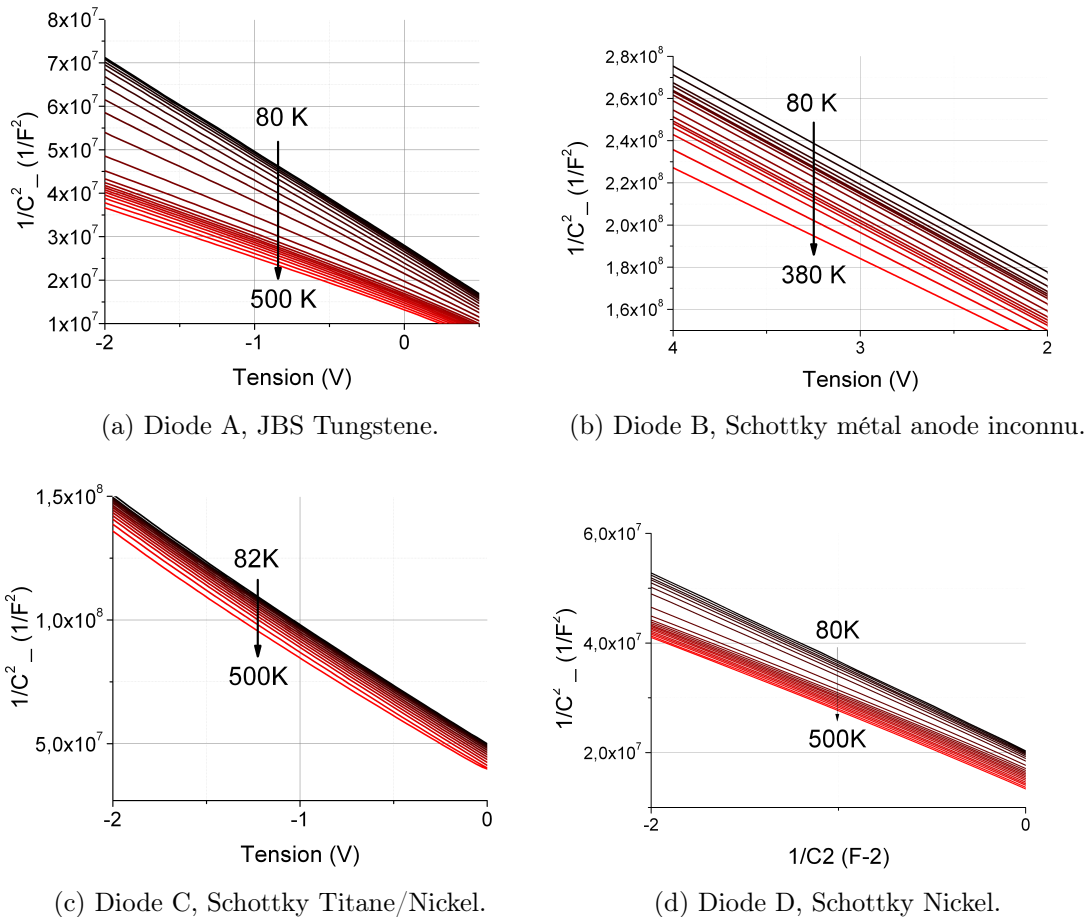 8x10⁷
7x10⁷
6x10⁷
5x10⁷
4x10⁷
3x10⁷
2x10⁷
1x10⁷
1/C²_ (1/F²)
80 K
500 K
-2
-1
0
Tension (V)
(a) Diode A, JBS Tungstene.
2,8x10⁸
2,6x10⁸
2,4x10⁸
2,2x10⁸
2,0x10⁸
1,8x10⁸
1,6x10⁸
1/C²_ (1/F²)
80 K
380 K
4
3
2
Tension (V)
(b) Diode B, Schottky métal anode inconnu.
1,5x10⁸
1,0x10⁸
5,0x10⁷
1/C²_ (1/F²)
82K
500K
-2
-1
0
Tension (V)
(c) Diode C, Schottky Titane/Nickel.
6,0x10⁷
4,0x10⁷
2,0x10⁷
1/C²_ (1/F²)
80K
500K
-2
0
1/C2 (F-2)
(d) Diode D, Schottky Nickel.